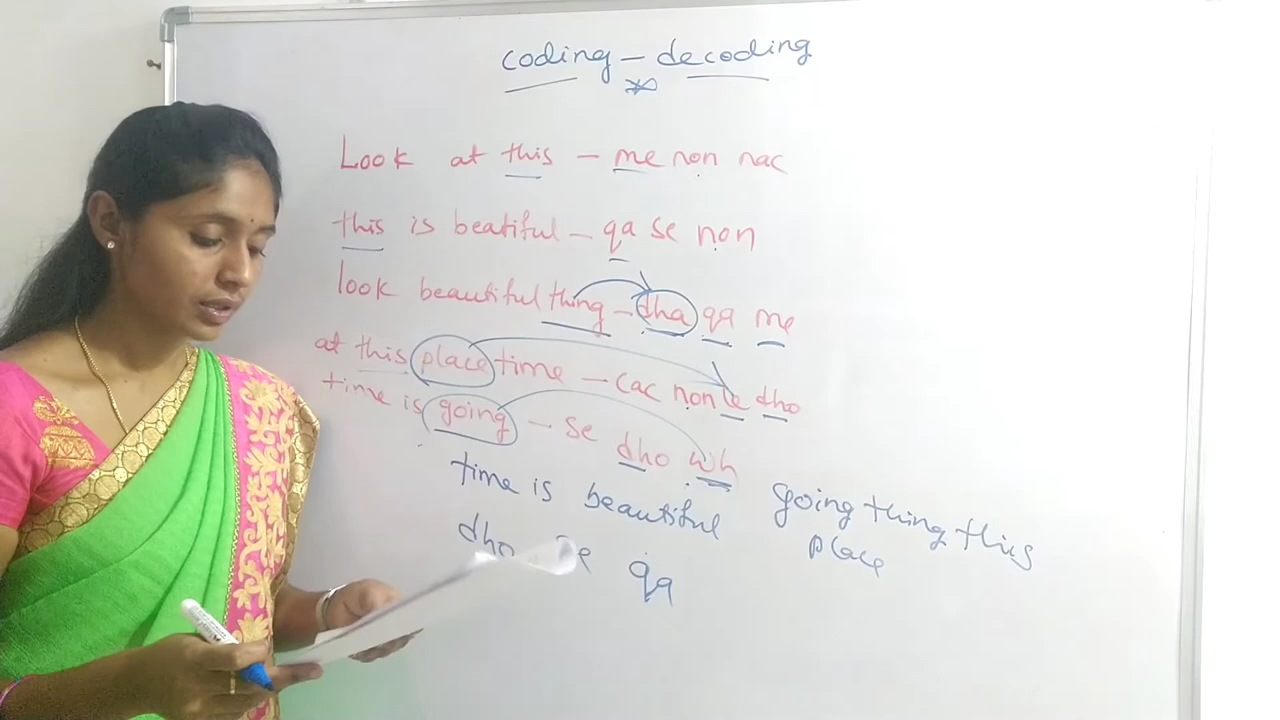 coding - decoding
Look at this - me non nac
this is beatiful - qa se non
look beautiful thing - dha qa me
at this place time - cac non le dho
time is going - se dho wh
time is beautiful
dho qa
going thing this
place